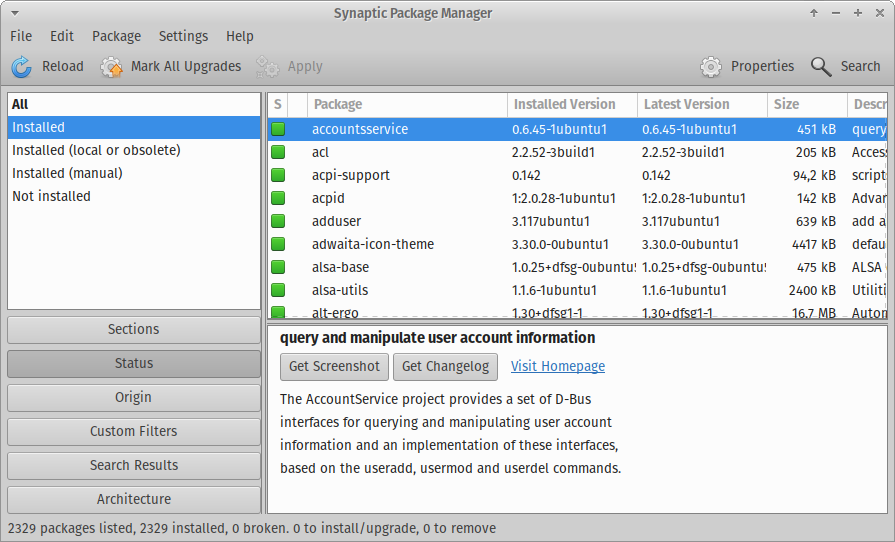 Synaptic Package Manager
File Edit Package Settings Help
Reload Mark All Upgrades Apply Properties Search
All
Installed
Installed (local or obsolete)
Installed (manual)
Not installed
Sections
Status
Origin
Custom Filters
Search Results
Architecture
S Package Installed Version Latest Version Size Descr
accountsservice 0.6.45-1ubuntu1 0.6.45-1ubuntu1 451 kB query
acl 2.2.52-3build1 2.2.52-3build1 205 kB Acces
acpi-support 0.142 0.142 94,2 kB script
acpid 1:2.0.28-1ubuntu1 1:2.0.28-1ubuntu1 142 kB Advar
adduser 3.117ubuntu1 3.117ubuntu1 639 kB add a
adwaita-icon-theme 3.30.0-0ubuntu1 3.30.0-0ubuntu1 4417 kB defau
alsa-base 1.0.25+dfsg-0ubuntu 1.0.25+dfsg-0ubuntu 475 kB ALSA
alsa-utils 1.1.6-1ubuntu1 1.1.6-1ubuntu1 2400 kB Utiliti
alt-ergo 1.30+dfsg1-1 1.30+dfsg1-1 16,7 MB Autom
query and manipulate user account information
Get Screenshot Get Changelog Visit Homepage
The AccountService project provides a set of D-Bus
interfaces for querying and manipulating user account
information and an implementation of these interfaces,
based on the useradd, usermod and userdel commands.
2329 packages listed, 2329 installed, 0 broken. 0 to install/upgrade, 0 to remove